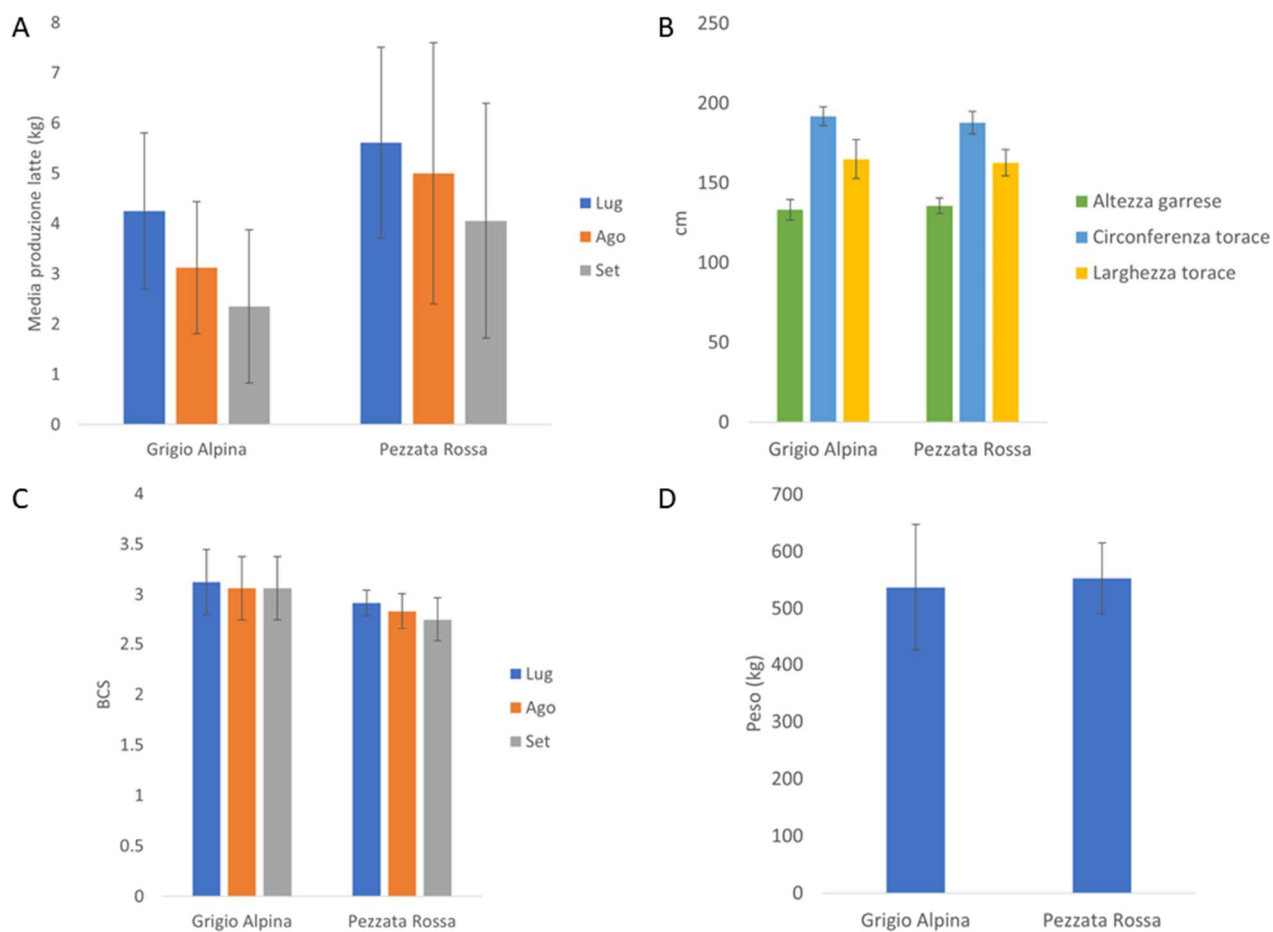 A
8
7
6
5
4
3
2
1
0
Media produzione latte (kg)
Grigio Alpina
Pezzata Rossa
Lug
Ago
Set
B
250
200
150
100
50
0
cm
Grigio Alpina
Pezzata Rossa
Altezza garrese
Circonferenza torace
Larghezza torace
C
4
3.5
3
2.5
2
1.5
1
0.5
0
BCS
Grigio Alpina
Pezzata Rossa
Lug
Ago
Set
D
700
600
500
400
300
200
100
0
Peso (kg)
Grigio Alpina
Pezzata Rossa